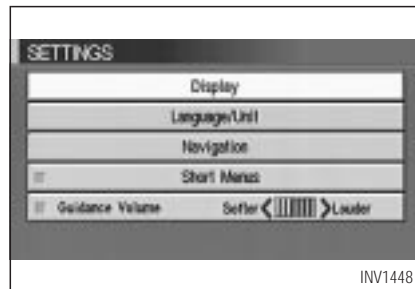 SETTINGS
Display
Language/Unit
Navigation
Short Menus
Guidance Volume Softer Louder
INV1448